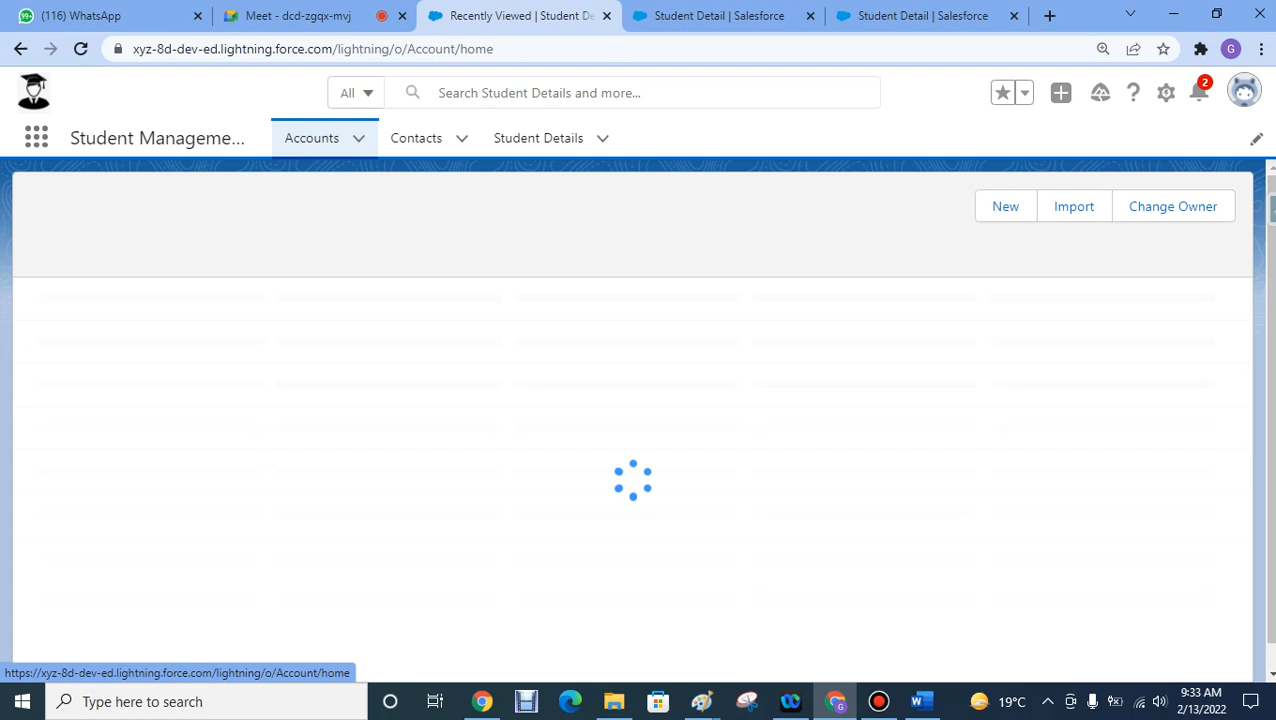 (116) WhatsApp
Meet - dcd-zgqx-mvj
Recently Viewed | Student De
Student Detail | Salesforce
Student Detail | Salesforce
xyz-8d-dev-ed.lightning.force.com/lightning/o/Account/home
G
All
Search Student Details and more...
2
Student Manageme...
Accounts
Contacts
Student Details
New
Import
Change Owner
https://xyz-8d-dev-ed.lightning.force.com/lightning/o/Account/home
Type here to search
19°C
9:33 AM
2/13/2022